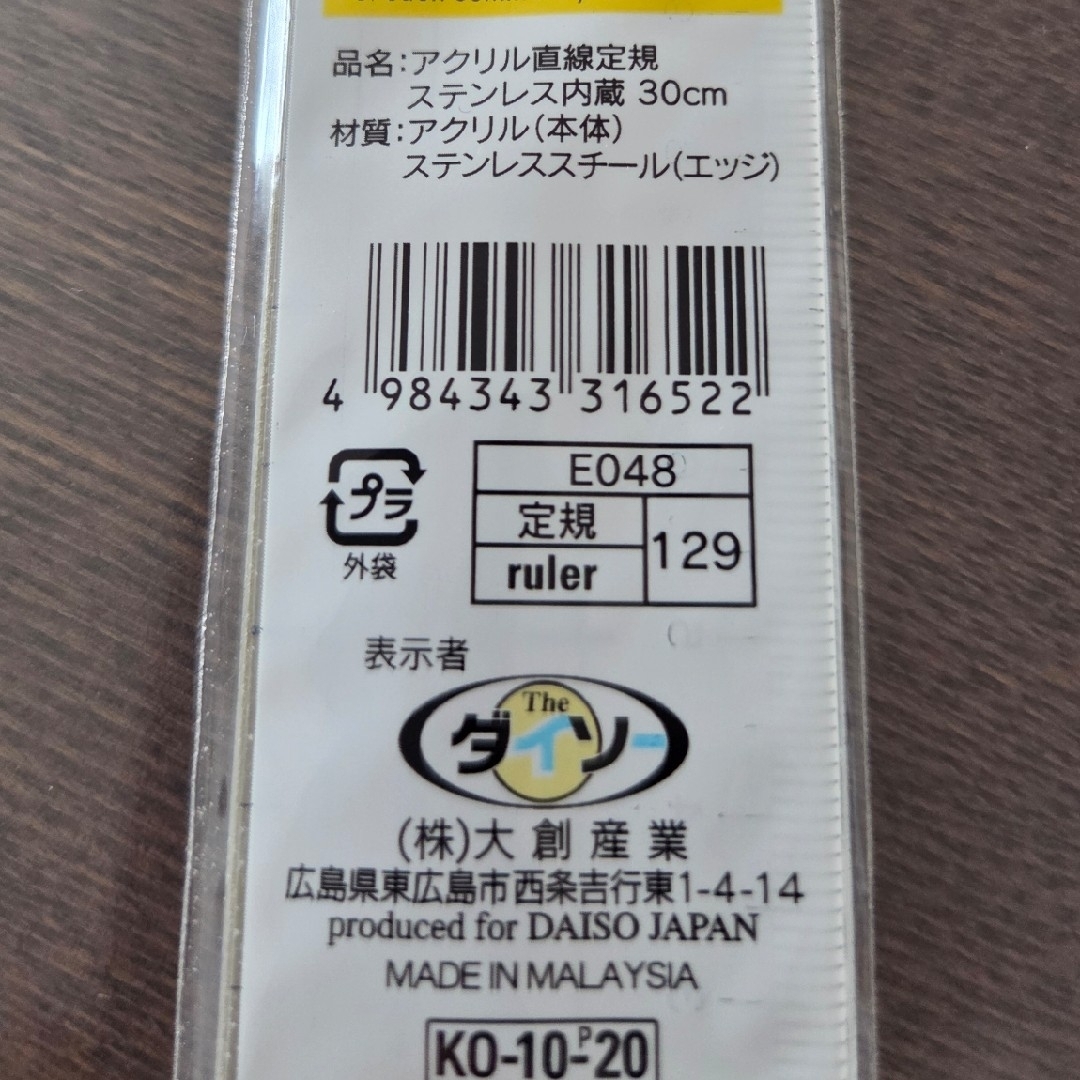 品名:アクリル直線定規
ステンレス内蔵 30cm
材質:アクリル(本体)
ステンレススチール(エッジ)
4 984343 316522
プラ
外袋
E048
定規
ruler
129
表示者
The
ダイソー
(株)大創産業
広島県東広島市西条吉行東1-4-14
produced for DAISO JAPAN
MADE IN MALAYSIA
KO-10-P-20